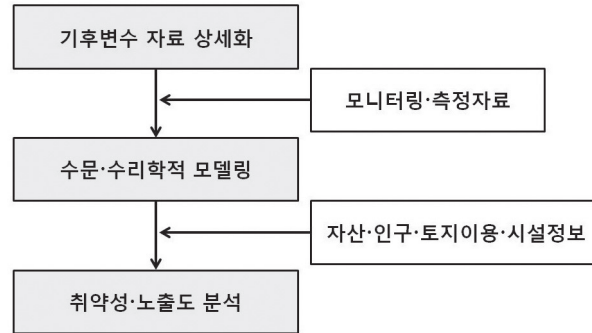 기후변수 자료 상세화
모니터링·측정자료
수문·수리학적 모델링
자산·인구·토지이용·시설정보
취약성·노출도 분석